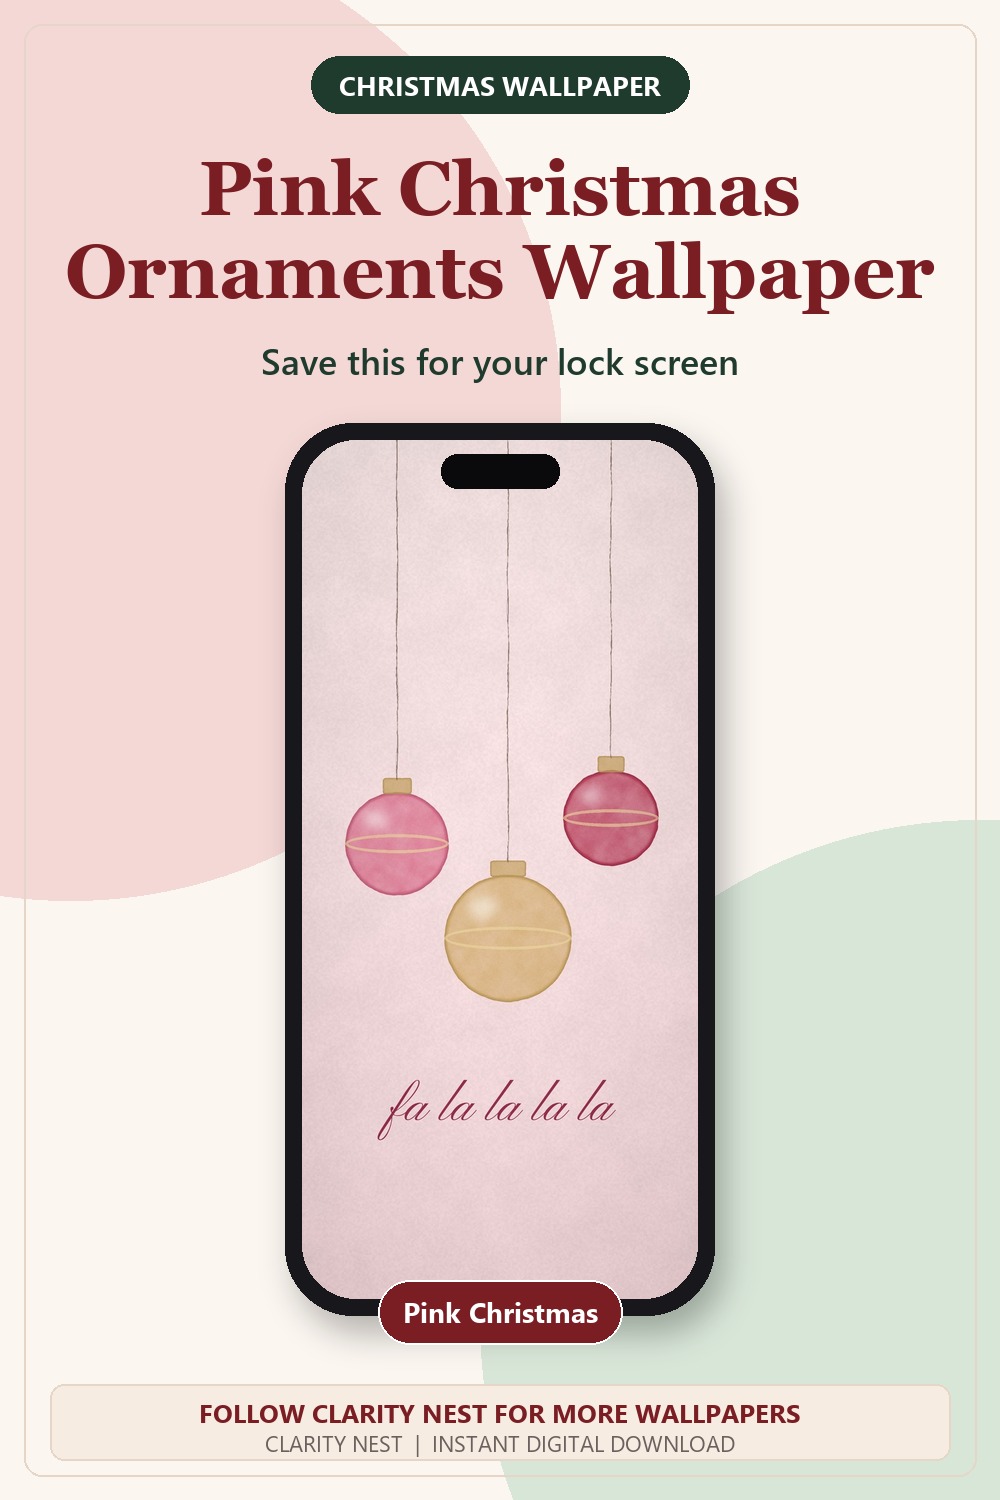 CHRISTMAS WALLPAPER
Pink Christmas
Ornaments Wallpaper
Save this for your lock screen
fa la la la la
Pink Christmas
FOLLOW CLARITY NEST FOR MORE WALLPAPERS
CLARITY NEST | INSTANT DIGITAL DOWNLOAD